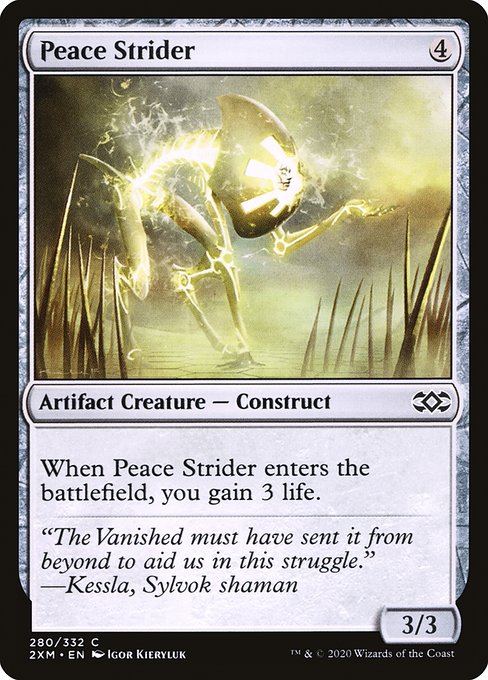 Peace Strider 4
Artifact Creature — Construct
When Peace Strider enters the
battlefield, you gain 3 life.
“The Vanished must have sent it from
beyond to aid us in this struggle.”
—Kessla, Sylvok shaman
3/3
280/332 C
2XM • EN Igor Kieryluk
™ & © 2020 Wizards of the Coast